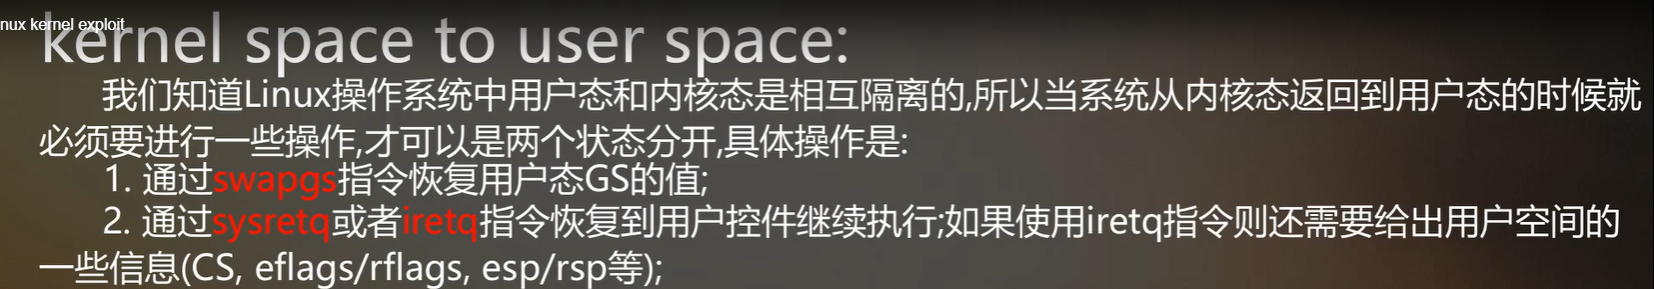 nux kernel exploit
kernel space to user space:
我们知道Linux操作系统中用户态和内核态是相互隔离的,所以当系统从内核态返回到用户态的时候就
必须要进行一些操作,才可以是两个状态分开,具体操作是:
1. 通过swapgs指令恢复用户态GS的值;
2. 通过sysretq或者iretq指令恢复到用户控件继续执行;如果使用iretq指令则还需要给出用户空间的
一些信息(CS, eflags/rflags, esp/rsp等);